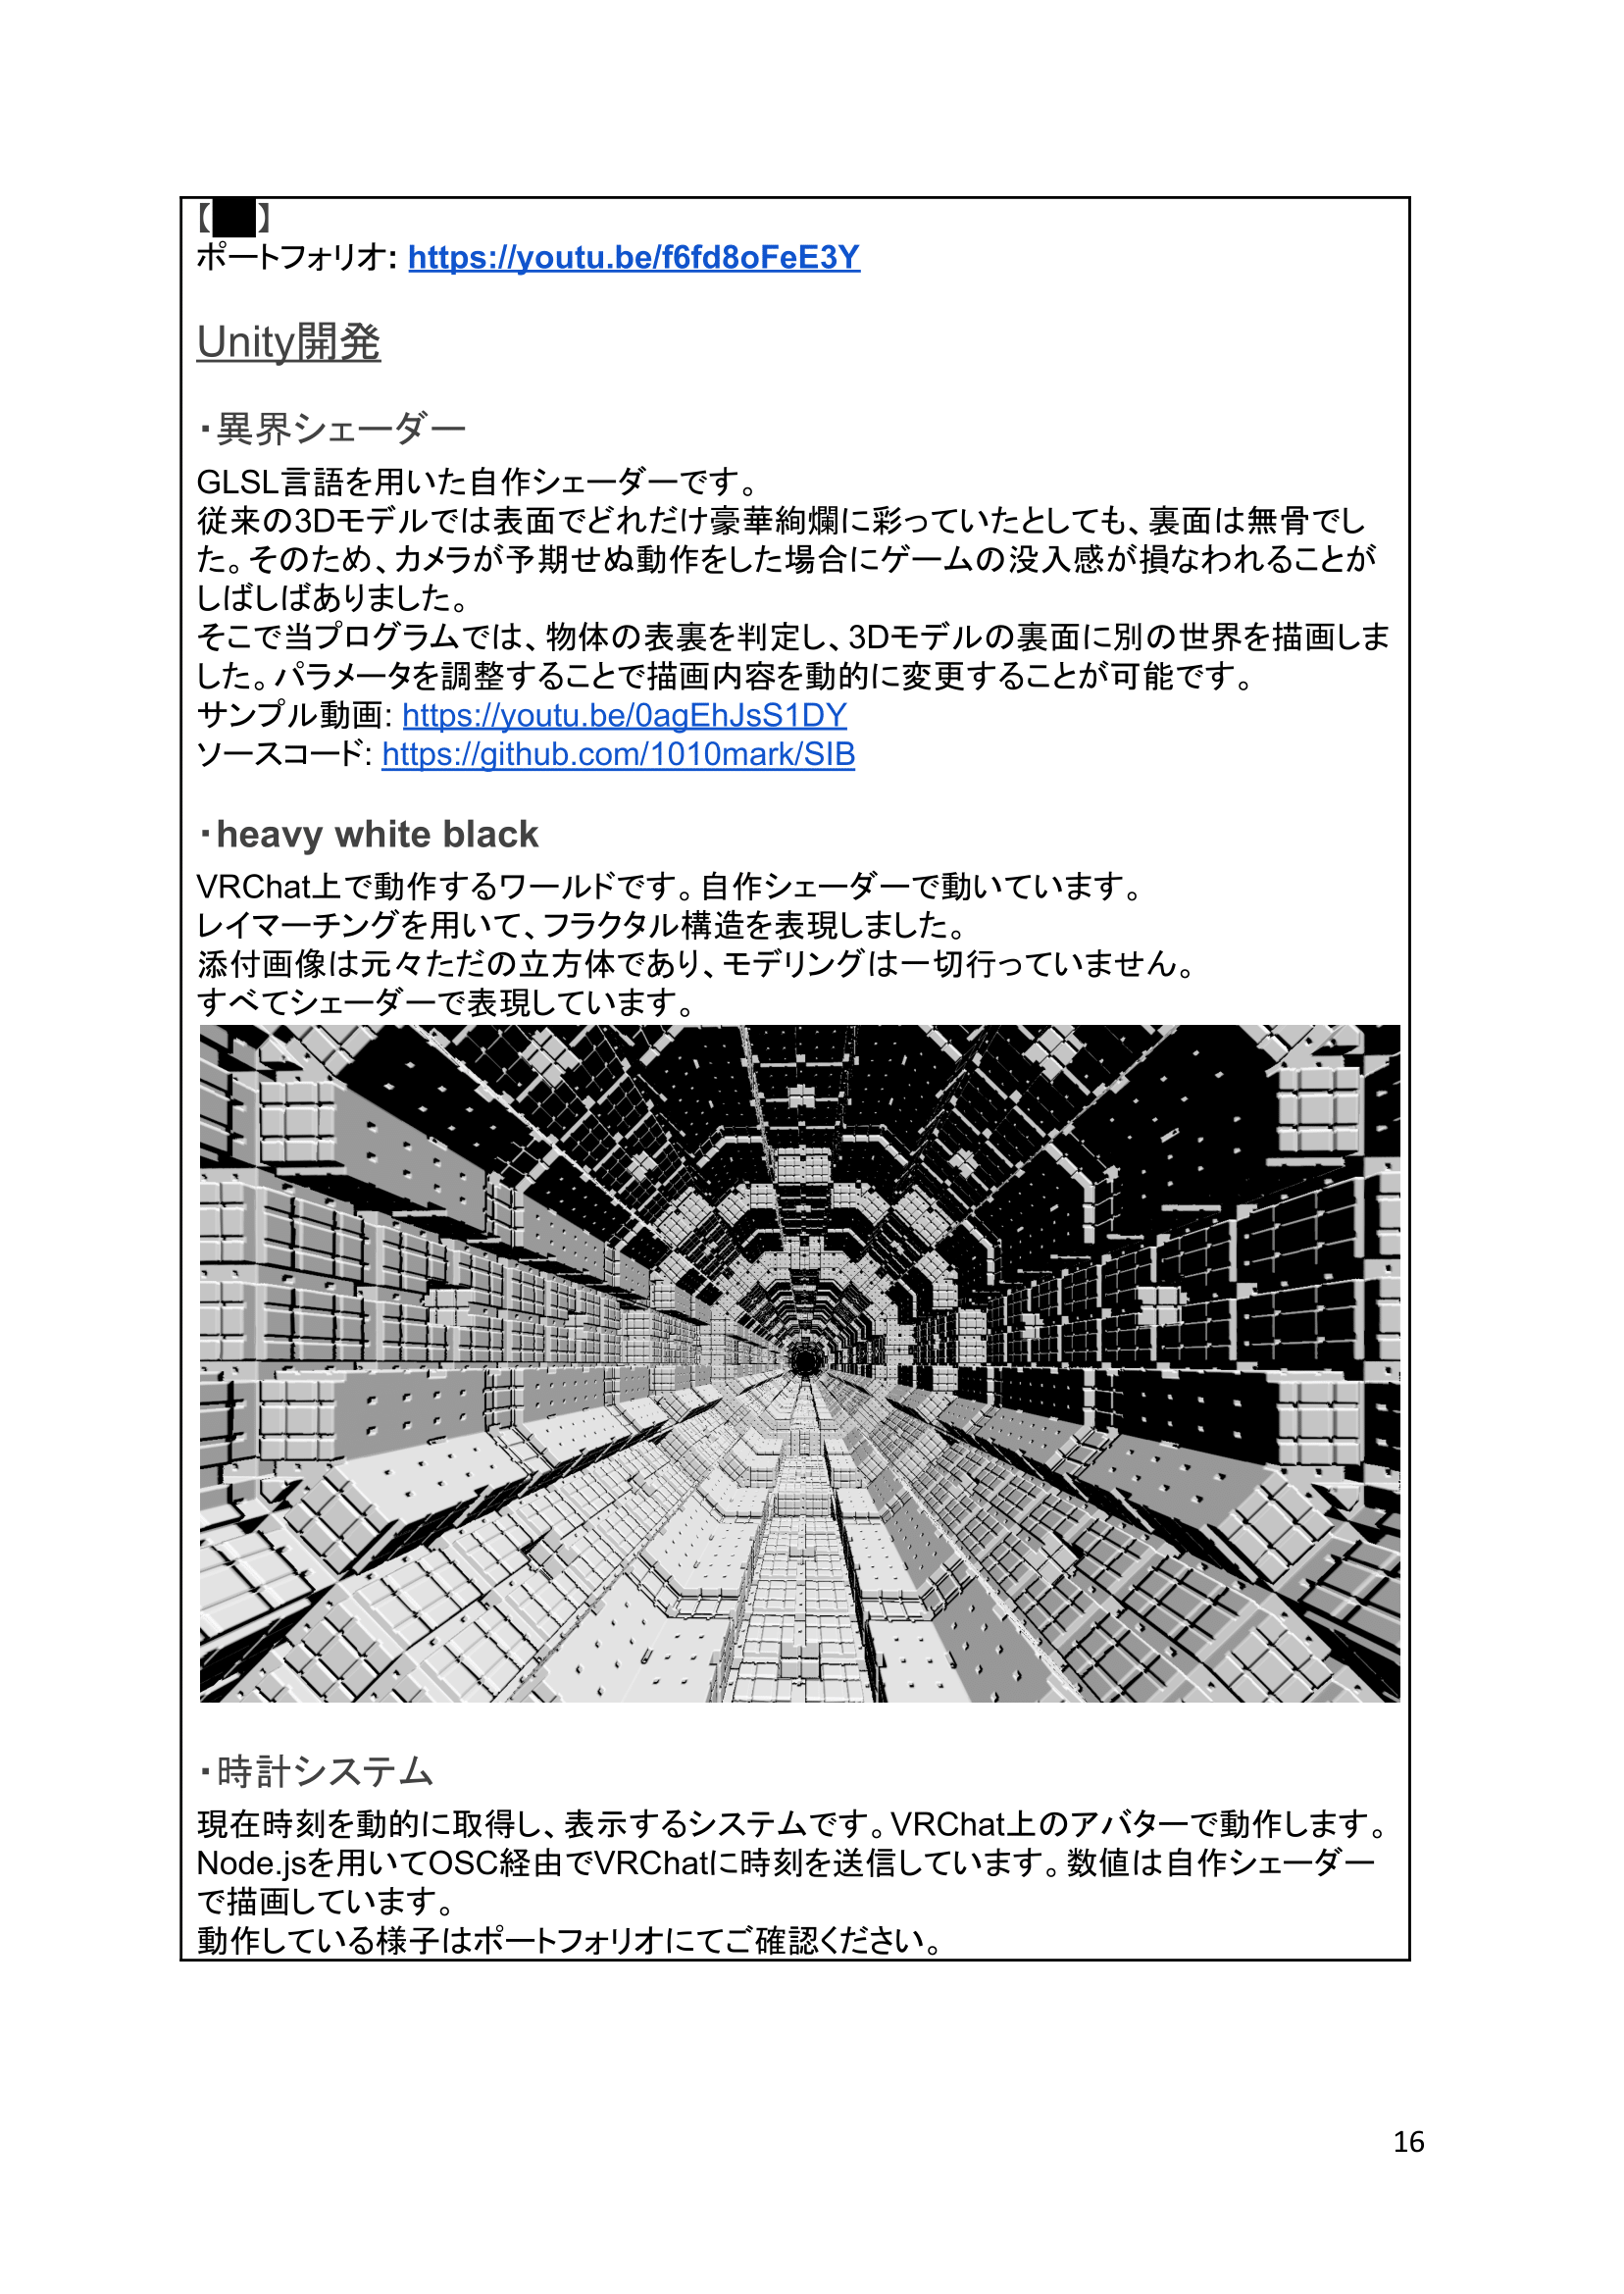 【】
ポートフォリオ: https://youtu.be/f6fd8oFeE3Y
Unity開発
・異界シェーダー
GLSL言語を用いた自作シェーダーです。
従来の3Dモデルでは表面でどれだけ豪華絢爛に彩っていたとしても、裏面は無骨でし
た。そのため、カメラが予期せぬ動作をした場合にゲームの没入感が損なわれることが
しばしばありました。
そこで当プログラムでは、物体の表裏を判定し、3Dモデルの裏面に別の世界を描画しま
した。パラメータを調整することで描画内容を動的に変更することが可能です。
サンプル動画: https://youtu.be/0agEhJsS1DY
ソースコード: https://github.com/1010mark/SIB
・heavy white black
VRChat上で動作するワールドです。自作シェーダーで動いています。
レイマーチングを用いて、フラクタル構造を表現しました。
添付画像は元々ただの立方体であり、モデリングは一切行っていません。
すべてシェーダーで表現しています。
・時計システム
現在時刻を動的に取得し、表示するシステムです。VRChat上のアバターで動作します。
Node.jsを用いてOSC経由でVRChatに時刻を送信しています。数値は自作シェーダー
で描画しています。
動作している様子はポートフォリオにてご確認ください。
16